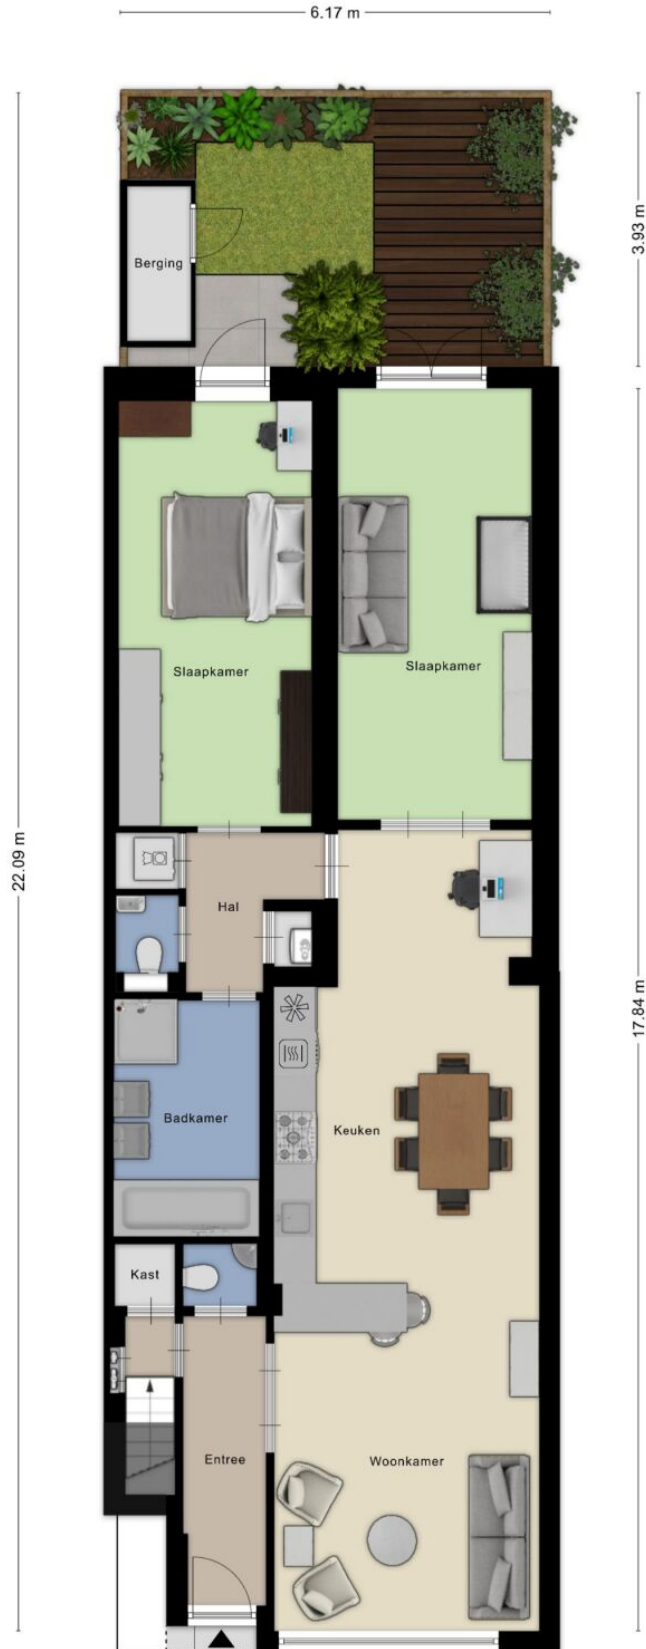 6.17 m
3.93 m
Berging
Slaapkamer
Slaapkamer
22.09 m
Hal
17.84 m
Badkamer
Keuken
Kast
Entree
Woonkamer